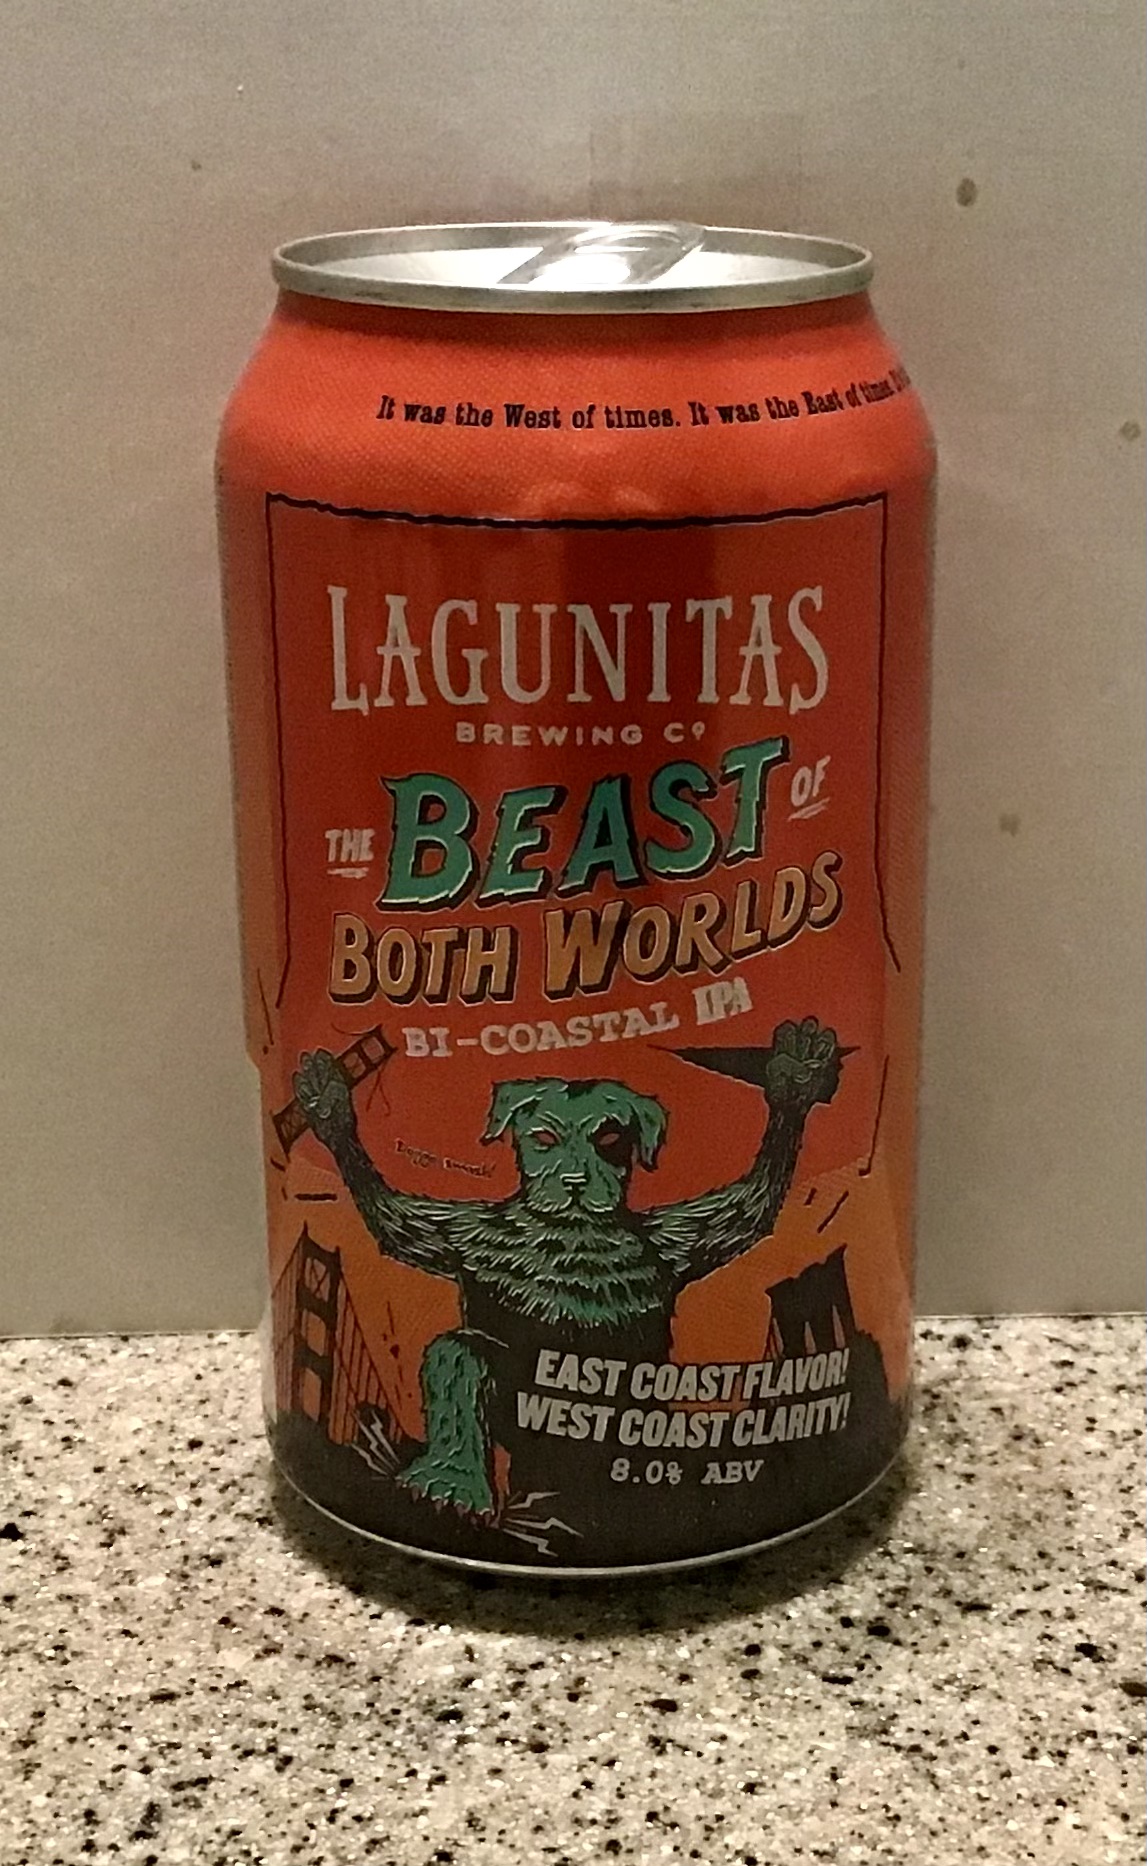 It was the West of times. It was the East of times.
LAGUNITAS
BREWING Cº
THE BEAST OF
BOTH WORLDS
BI-COASTAL IPA
EAST COAST FLAVOR!
WEST COAST CLARITY!
8.0% ABV